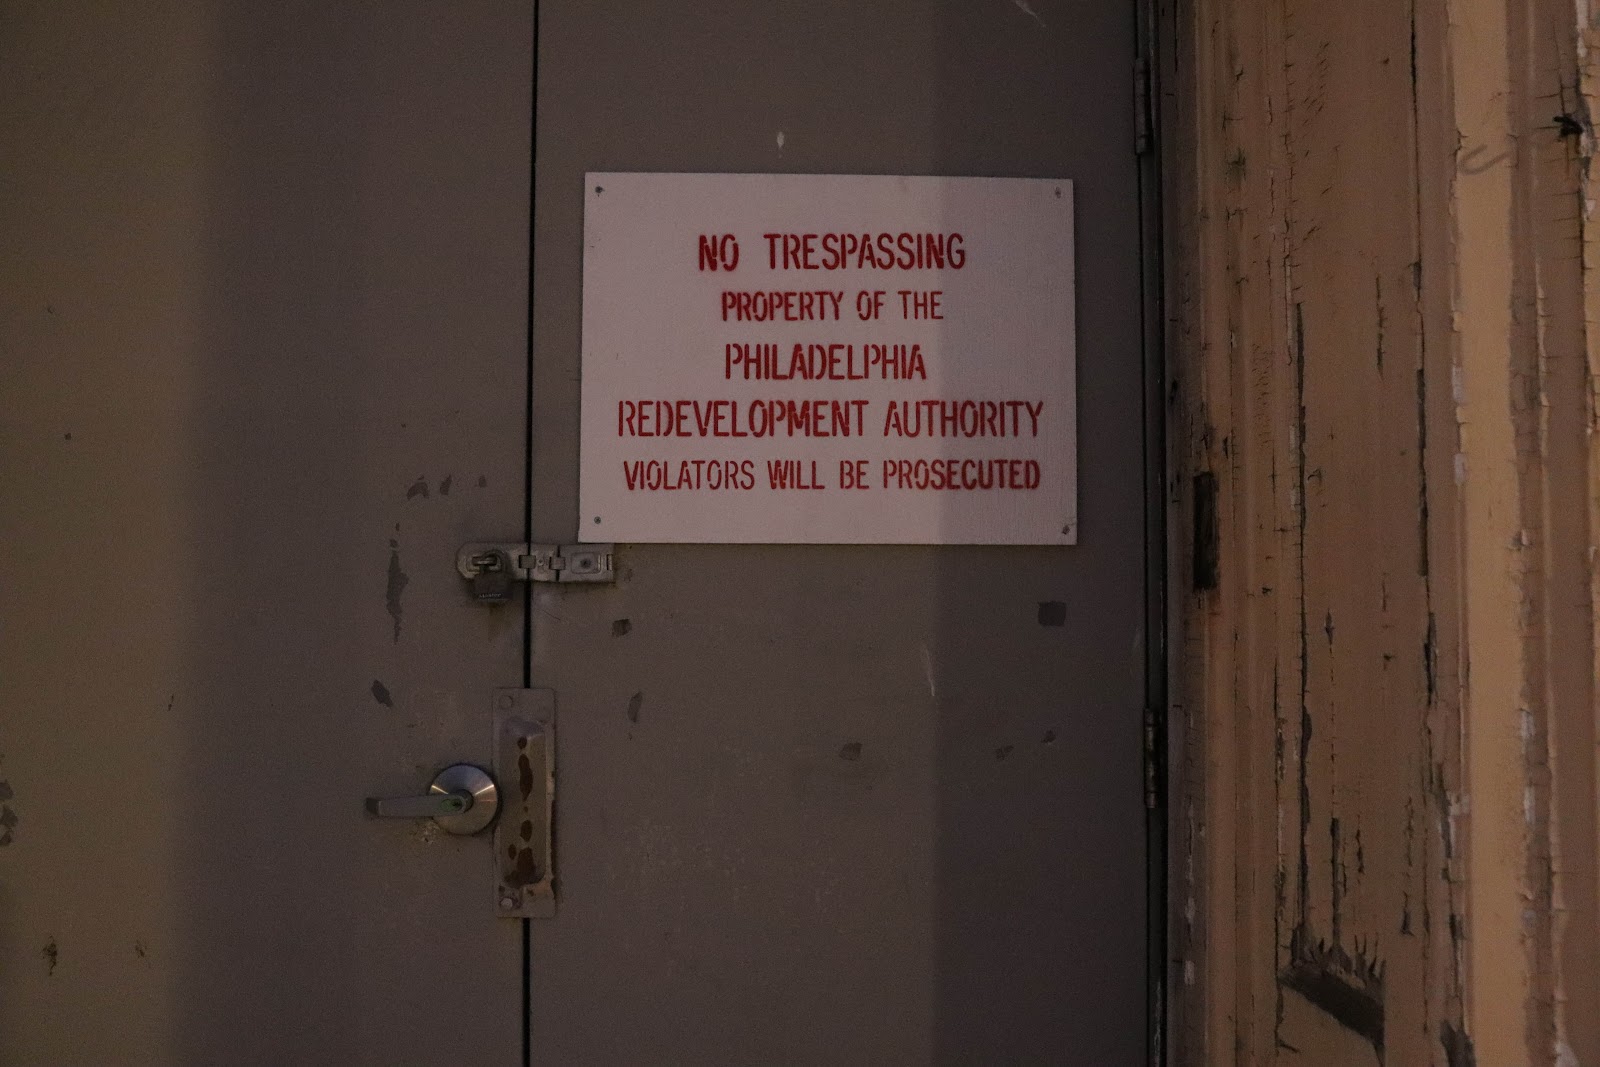 NO TRESPASSING
PROPERTY OF THE
PHILADELPHIA
REDEVELOPMENT AUTHORITY
VIOLATORS WILL BE PROSECUTED